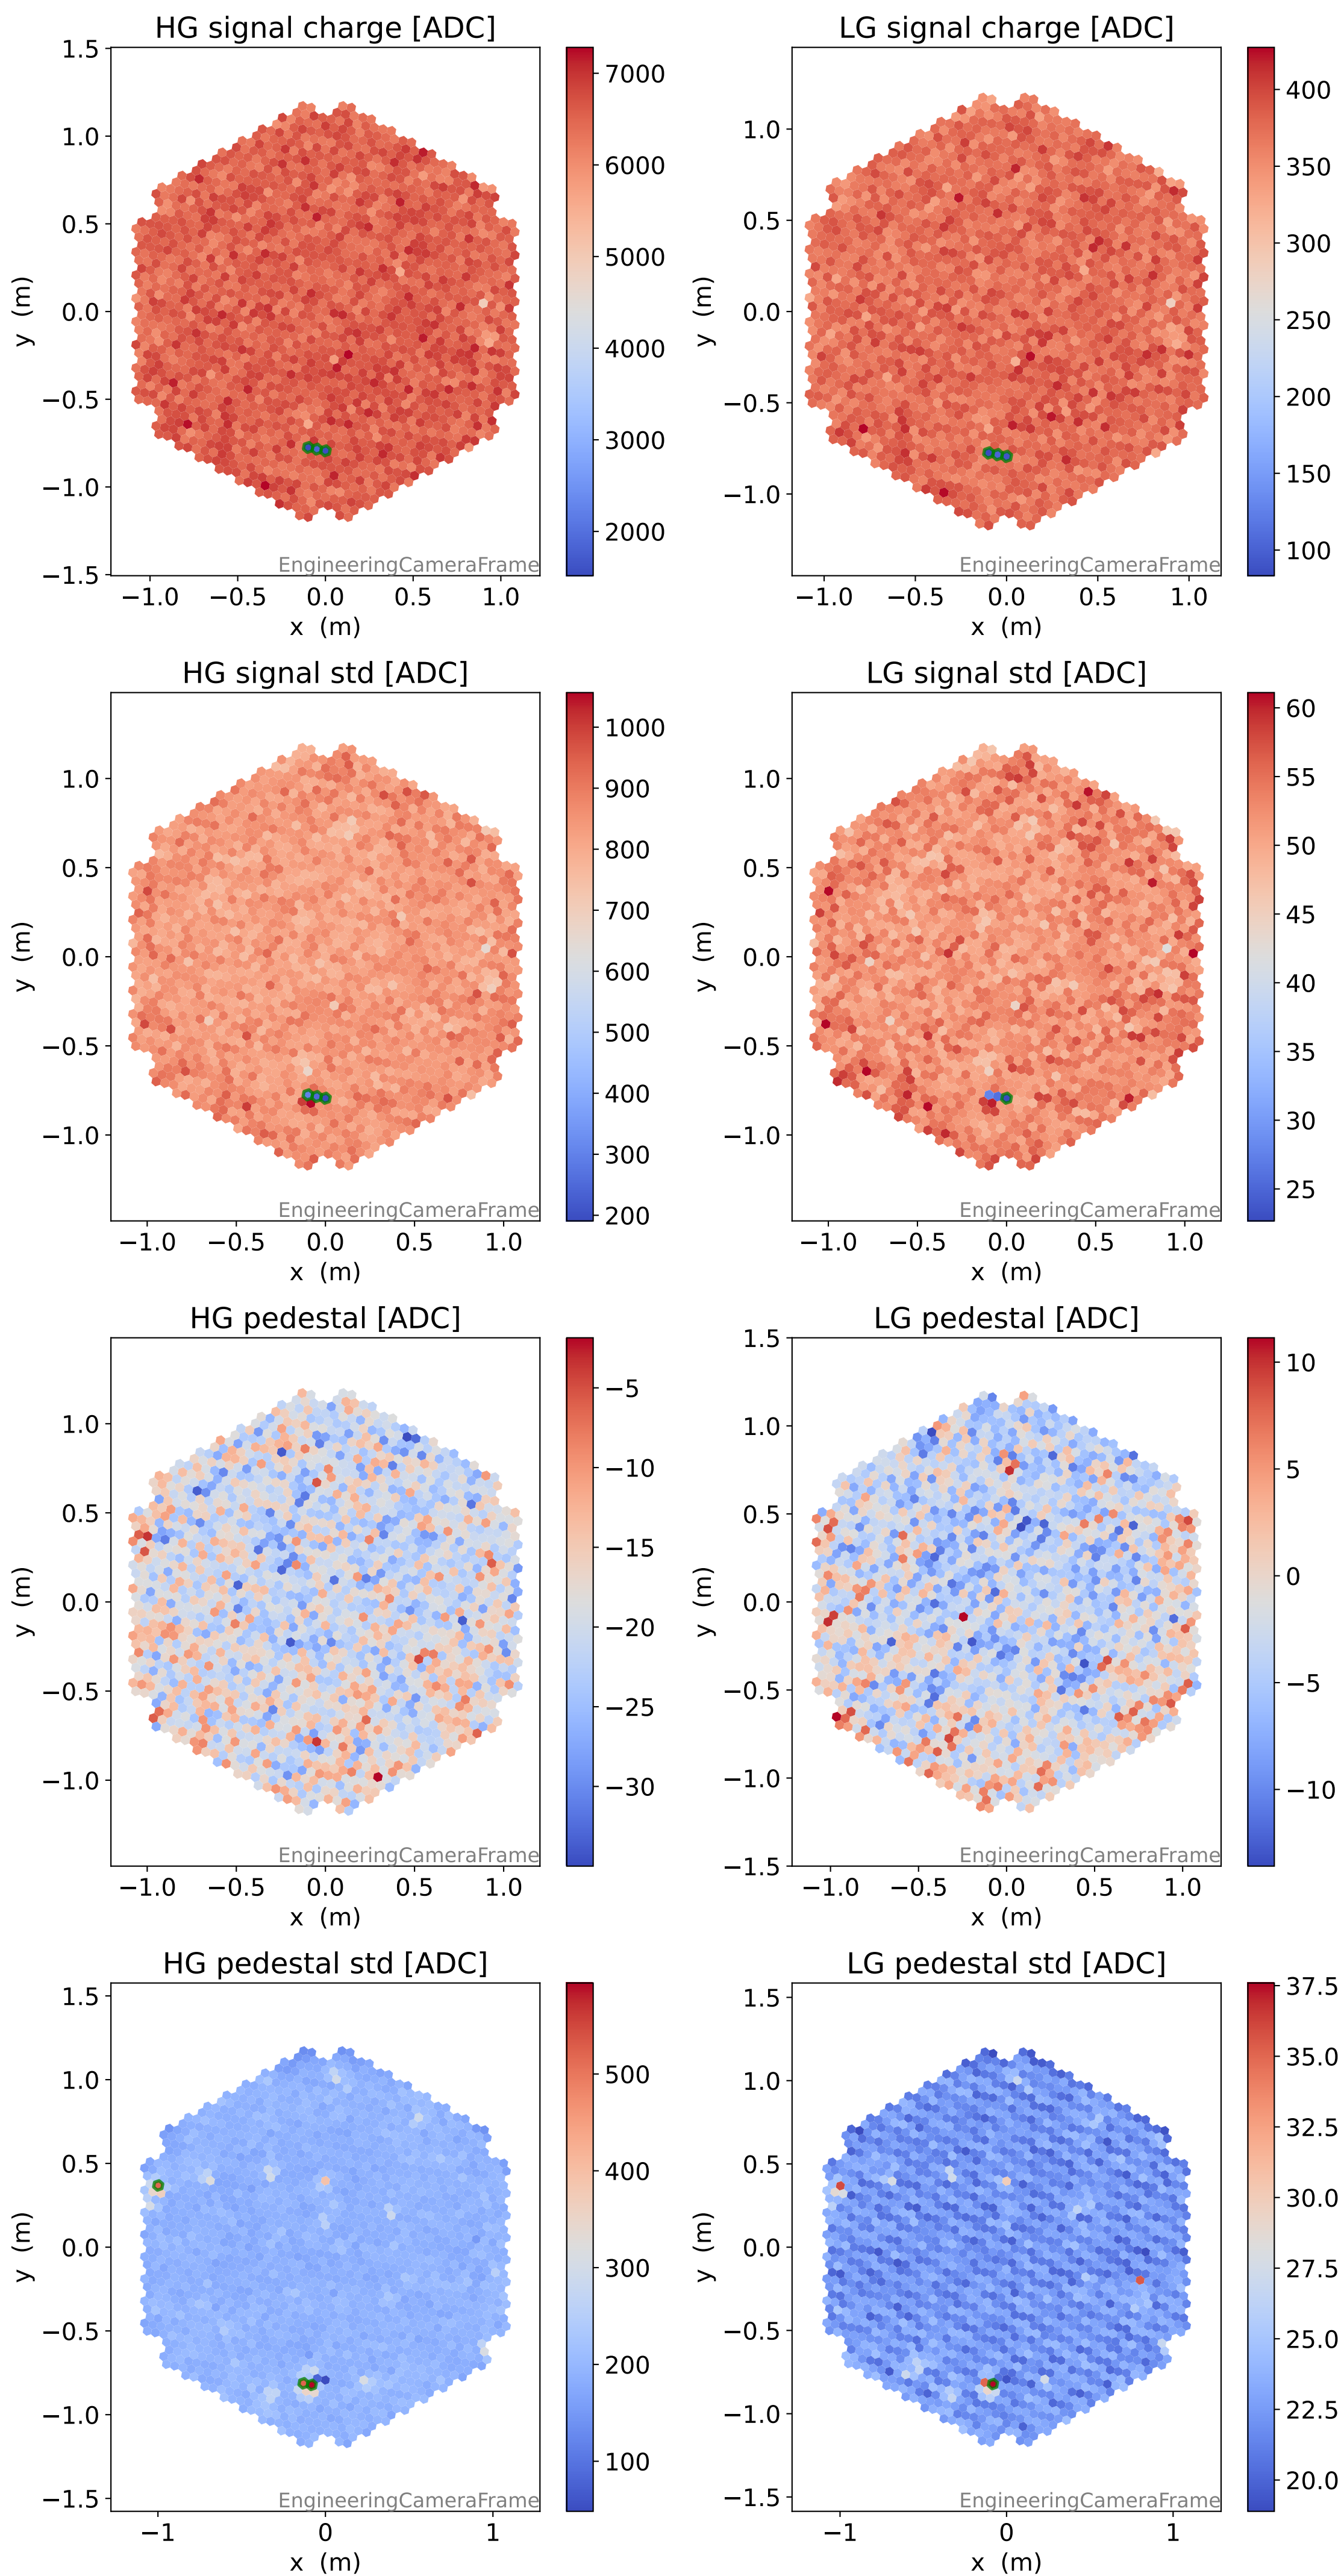 HG signal charge [ADC]
1.5
1.0
0.5
0.0
−0.5
−1.0
−1.5
y (m)
EngineeringCameraFrame
−1.0 −0.5 0.0 0.5 1.0
x (m)
7000
6000
5000
4000
3000
2000
LG signal charge [ADC]
1.0
0.5
0.0
−0.5
−1.0
y (m)
EngineeringCameraFrame
−1.0 −0.5 0.0 0.5 1.0
x (m)
400
350
300
250
200
150
100
HG signal std [ADC]
1.0
0.5
0.0
−0.5
−1.0
y (m)
EngineeringCameraFrame
−1.0 −0.5 0.0 0.5 1.0
x (m)
1000
900
800
700
600
500
400
300
200
LG signal std [ADC]
1.0
0.5
0.0
−0.5
−1.0
y (m)
EngineeringCameraFrame
−1.0 −0.5 0.0 0.5 1.0
x (m)
60
55
50
45
40
35
30
25
HG pedestal [ADC]
1.0
0.5
0.0
−0.5
−1.0
y (m)
EngineeringCameraFrame
−1.0 −0.5 0.0 0.5 1.0
x (m)
−5
−10
−15
−20
−25
−30
LG pedestal [ADC]
1.5
1.0
0.5
0.0
−0.5
−1.0
−1.5
y (m)
EngineeringCameraFrame
−1.0 −0.5 0.0 0.5 1.0
x (m)
10
5
0
−5
−10
HG pedestal std [ADC]
1.5
1.0
0.5
0.0
−0.5
−1.0
−1.5
y (m)
EngineeringCameraFrame
−1 0 1
x (m)
500
400
300
200
100
LG pedestal std [ADC]
1.5
1.0
0.5
0.0
−0.5
−1.0
−1.5
y (m)
EngineeringCameraFrame
−1 0 1
x (m)
37.5
35.0
32.5
30.0
27.5
25.0
22.5
20.0